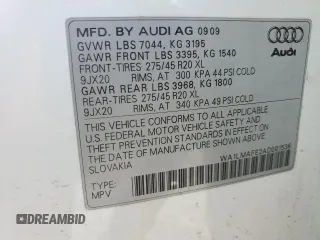 MFD. BY AUDI AG 0909
GVWR LBS 7044, KG 3195
GAWR FRONT LBS 3395, KG 1540
FRONT-TIRES 275/45 R20 XL
9JX20 RIMS, AT 300 KPA 44 PSI COLD
GAWR REAR LBS 3968, KG 1800
REAR-TIRES 275/45 R20 XL
9JX20 RIMS, AT 340 KPA 49 PSI COLD
Audi
THIS VEHICLE CONFORMS TO ALL APPLICABLE
U.S. FEDERAL MOTOR VEHICLE SAFETY AND
THEFT PREVENTION STANDARDS IN EFFECT
ON THE DATE OF MANUFACTURE SHOWN ABOVE.
SLOVAKIA
TYPE:
MPV
AUTOBIDMASTER